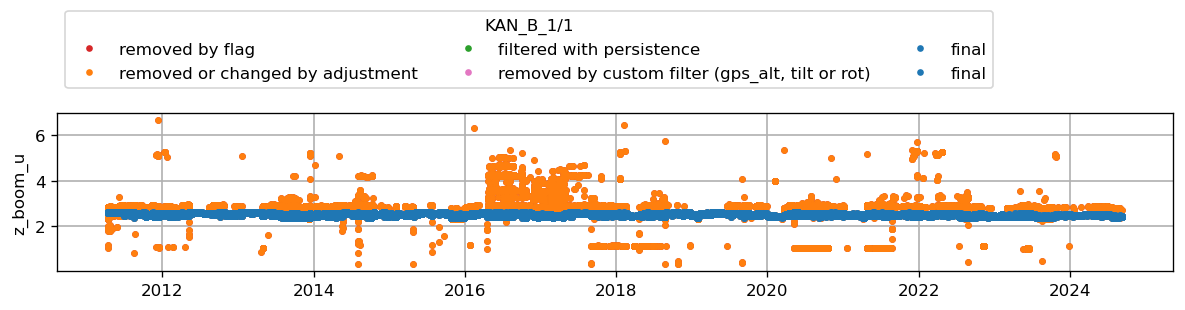 KAN_B_1/1
removed by flag
removed or changed by adjustment
filtered with persistence
removed by custom filter (gps_alt, tilt or rot)
final
final
z_boom_u
6
4
2
2012 2014 2016 2018 2020 2022 2024